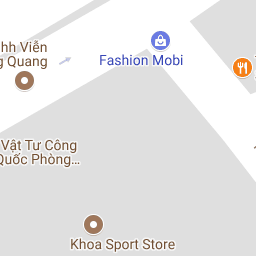 hh Viễn
g Quang
Fashion Mobi
Vật Tư Công
Quốc Phòng...
Khoa Sport Store